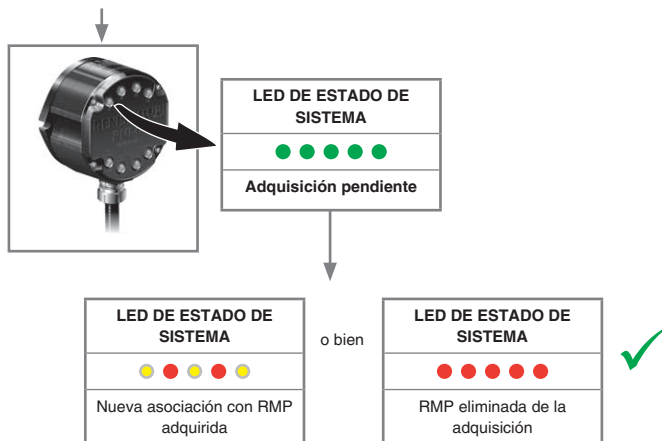 LED DE ESTADO DE
SISTEMA
Adquisición pendiente
LED DE ESTADO DE
SISTEMA
Nueva asociación con RMP
adquirida
o bien
LED DE ESTADO DE
SISTEMA
RMP eliminada de la
adquisición